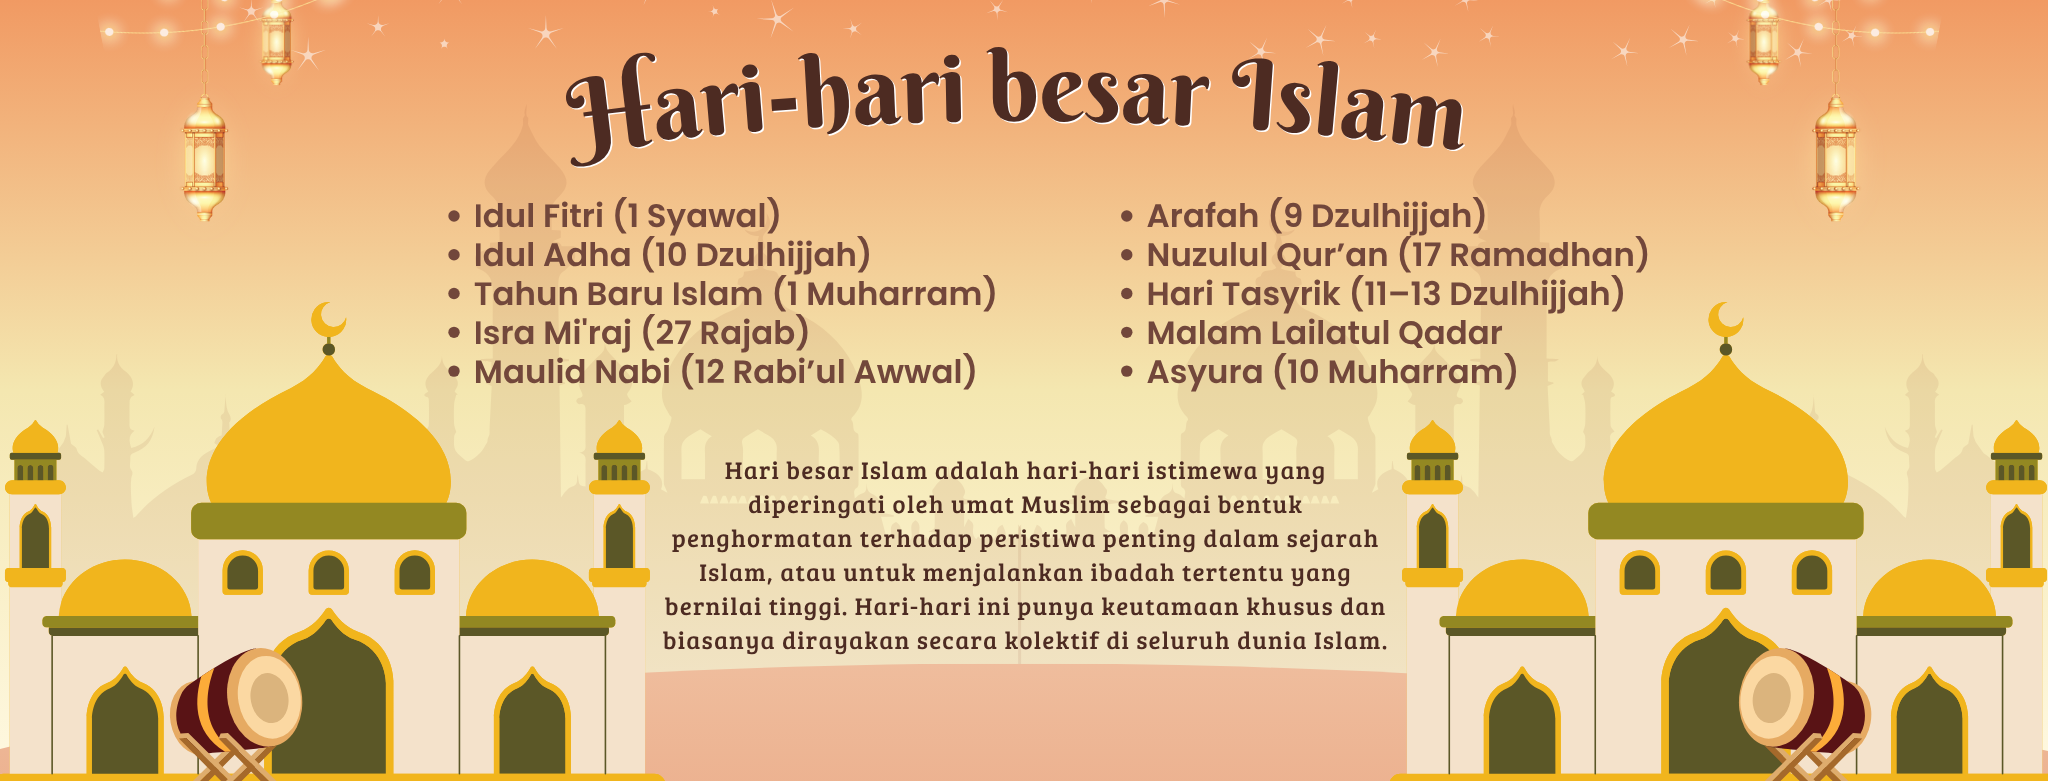 Hari-hari besar Islam
• Idul Fitri (1 Syawal)
• Idul Adha (10 Dzulhijjah)
• Tahun Baru Islam (1 Muharram)
• Isra Mi'raj (27 Rajab)
• Maulid Nabi (12 Rabi’ul Awwal)
• Arafah (9 Dzulhijjah)
• Nuzulul Qur’an (17 Ramadhan)
• Hari Tasyrik (11–13 Dzulhijjah)
• Malam Lailatul Qadar
• Asyura (10 Muharram)
Hari besar Islam adalah hari-hari istimewa yang
diperingati oleh umat Muslim sebagai bentuk
penghormatan terhadap peristiwa penting dalam sejarah
Islam, atau untuk menjalankan ibadah tertentu yang
bernilai tinggi. Hari-hari ini punya keutamaan khusus dan
biasanya dirayakan secara kolektif di seluruh dunia Islam.